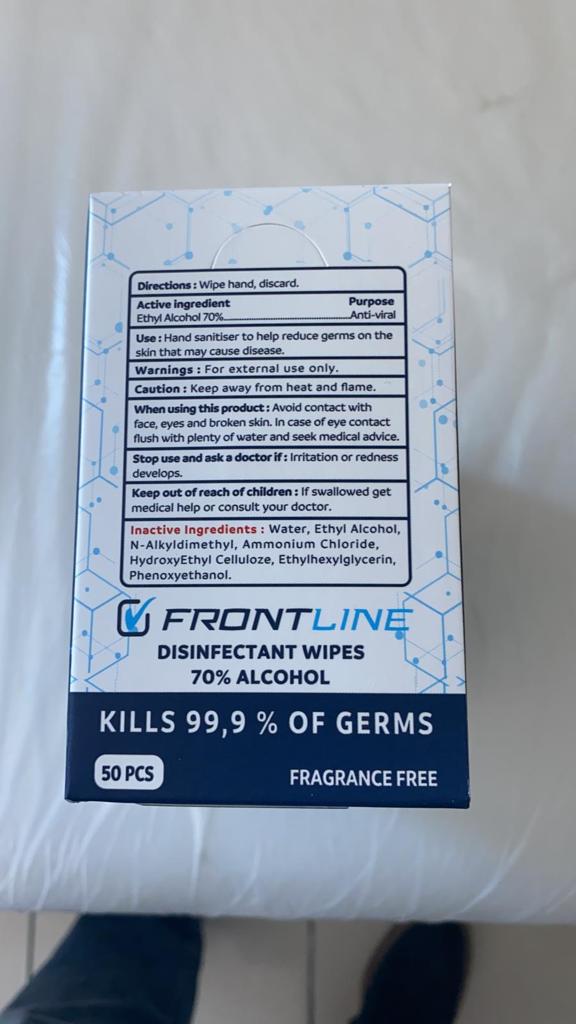 Directions : Wipe hand, discard.
Active ingredient Purpose
Ethyl Alcohol 70%..........................................Anti-viral
Use : Hand sanitiser to help reduce germs on the
skin that may cause disease.
Warnings : For external use only.
Caution : Keep away from heat and flame.
When using this product : Avoid contact with
face, eyes and broken skin. In case of eye contact
flush with plenty of water and seek medical advice.
Stop use and ask a doctor if : Irritation or redness
develops.
Keep out of reach of children : If swallowed get
medical help or consult your doctor.
Inactive Ingredients : Water, Ethyl Alcohol,
N-Alkyldimethyl, Ammonium Chloride,
HydroxyEthyl Celluloze, Ethylhexylglycerin,
Phenoxyethanol.
FRONTLINE
DISINFECTANT WIPES
70% ALCOHOL
KILLS 99,9 % OF GERMS
50 PCS
FRAGRANCE FREE